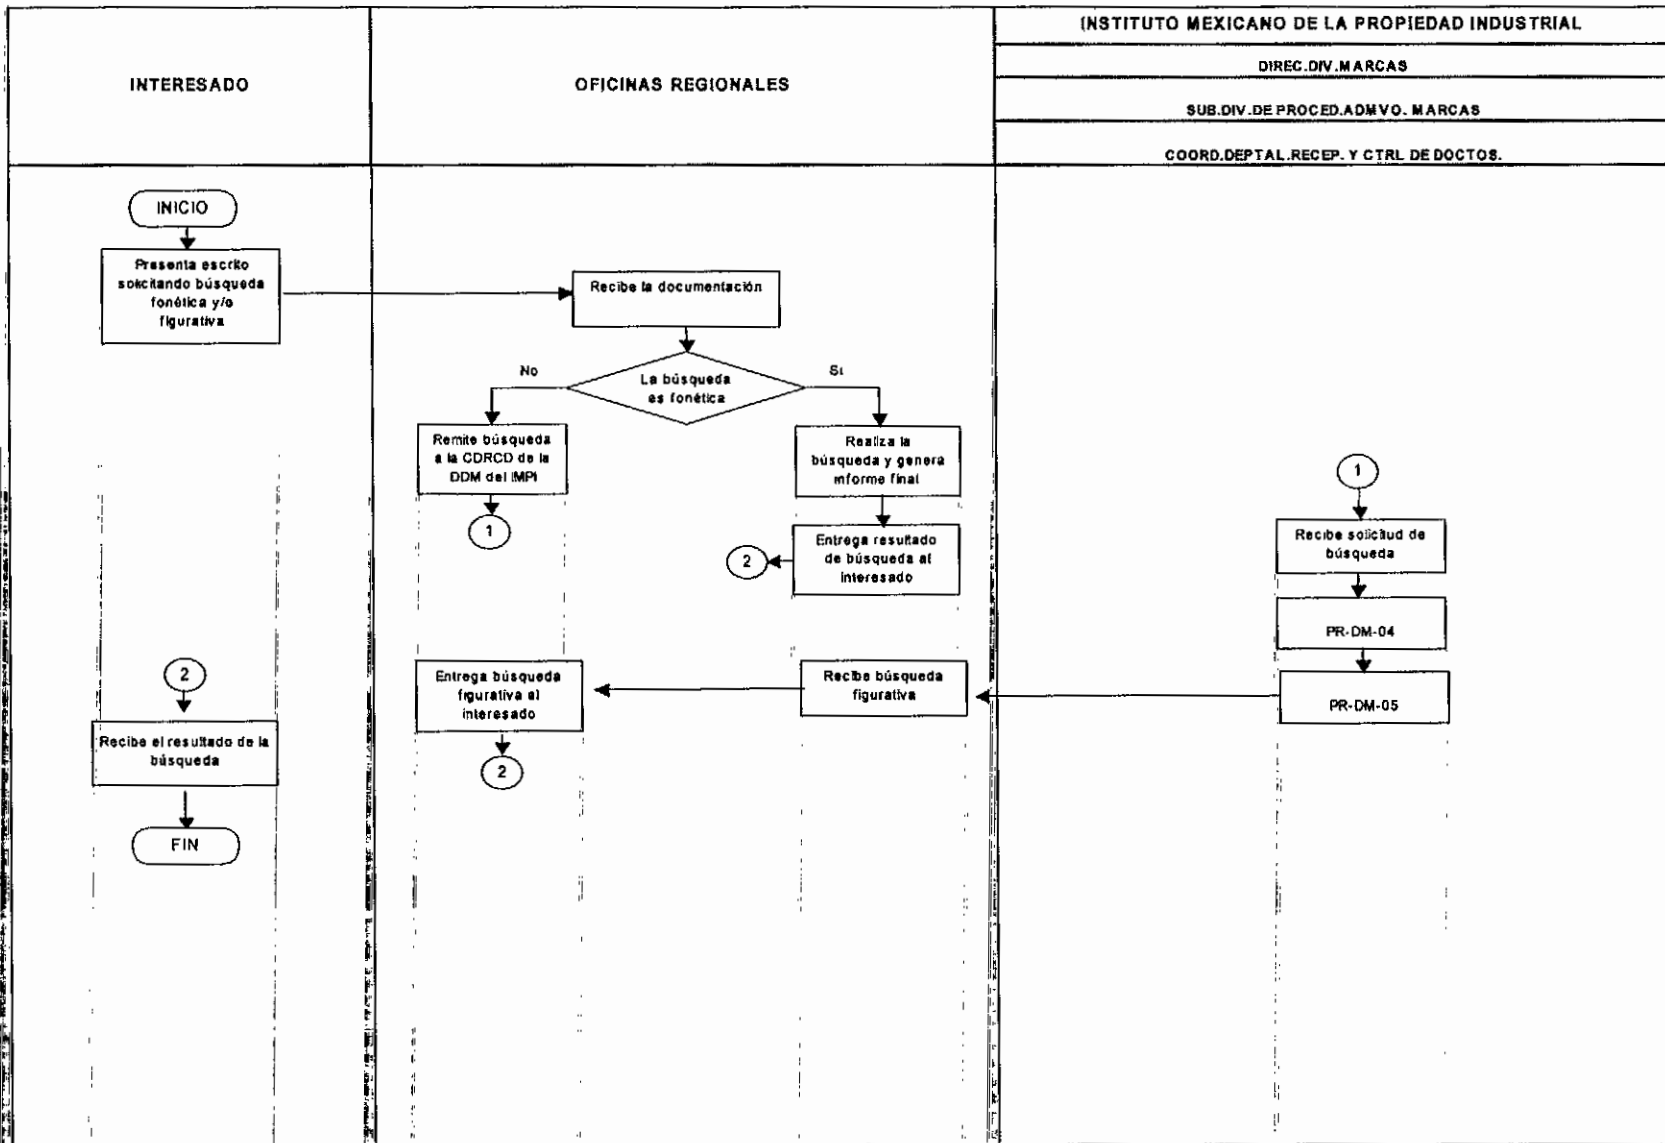 INTERESADO
OFICINAS REGIONALES
INSTITUTO MEXICANO DE LA PROPIEDAD INDUSTRIAL
DIREC.DIV.MARCAS
SUB.DIV.DE PROCED.ADMVO. MARCAS
COORD.DEPTAL.RECEP. Y CTRL DE DOCTOS.
INICIO
Presenta escrito
solicitando búsqueda
fonética y/o
figurativa
Recibe la documentación
La búsqueda
es fonética
No
Si
Remite búsqueda
a la CDRCD de la
DDM del IMPI
1
Realiza la
búsqueda y genera
informe final
Entrega resultado
de búsqueda al
interesado
2
1
Recibe solicitud de
búsqueda
PR-DM-04
PR-DM-05
Recibe búsqueda
figurativa
Entrega búsqueda
figurativa al
interesado
2
2
Recibe el resultado de la
búsqueda
FIN